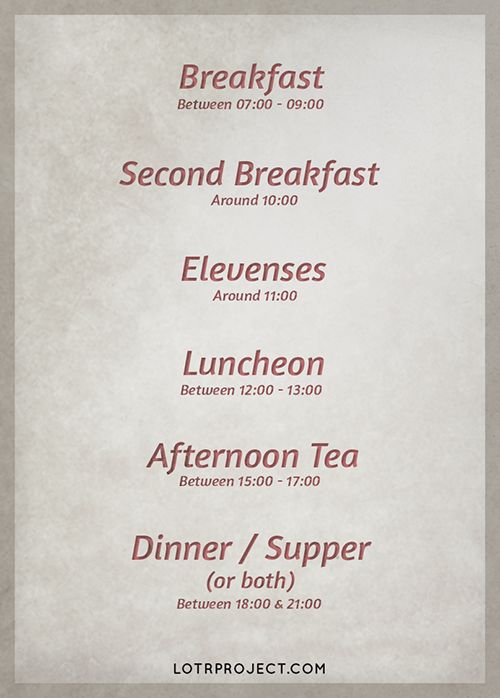 Breakfast
Between 07:00 - 09:00
Second Breakfast
Around 10:00
Elevenses
Around 11:00
Luncheon
Between 12:00 - 13:00
Afternoon Tea
Between 15:00 - 17:00
Dinner / Supper
(or both)
Between 18:00 & 21:00
LOTRPROJECT.COM